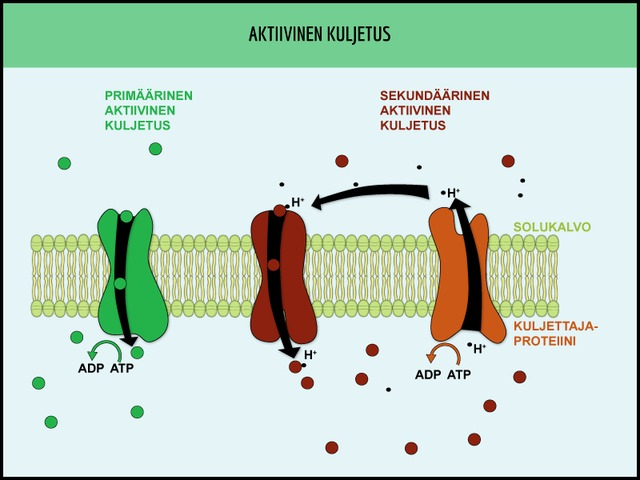 AKTIIVINEN KULJETUS
PRIMÄÄRINEN
AKTIIVINEN
KULJETUS
SEKUNDÄÄRINEN
AKTIIVINEN
KULJETUS
H⁺
H⁺
SOLUKALVO
KULJETTAJA-
PROTEIINI
H⁺
H⁺
ADP ATP
ADP ATP